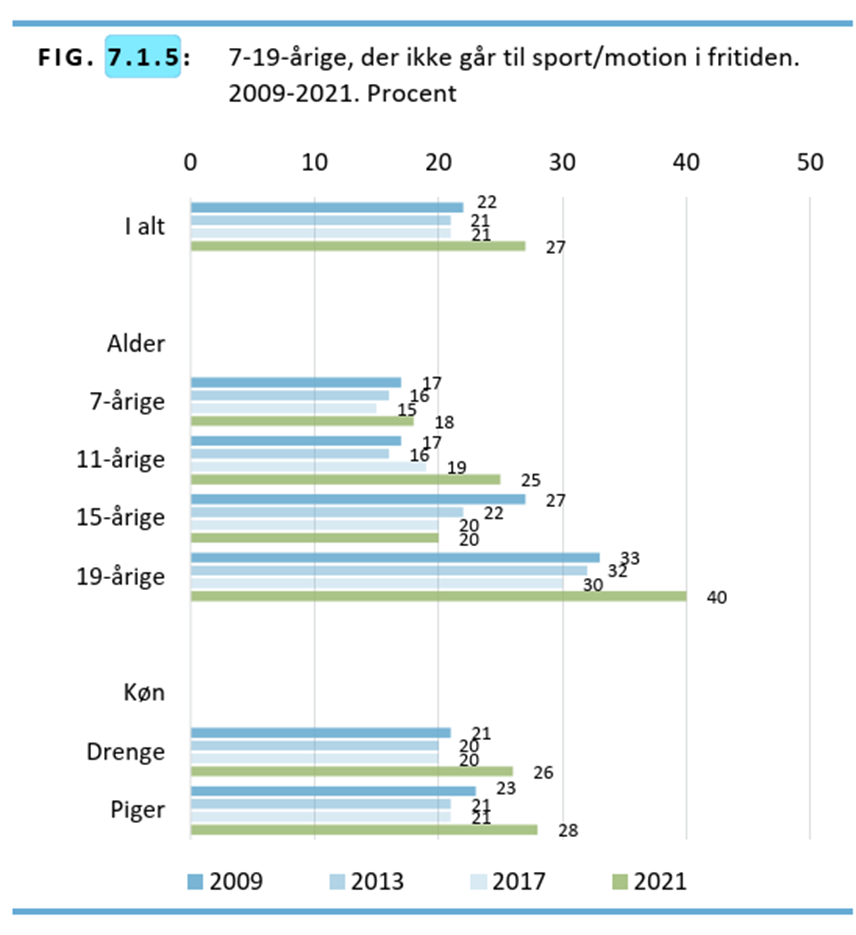 FIG. 7.1.5: 7-19-årige, der ikke går til sport/motion i fritiden.
2009-2021. Procent
0 10 20 30 40 50
I alt
22
21
21
27
Alder
7-årige
17
16
15
18
11-årige
17
16
19
25
15-årige
27
22
20
20
19-årige
33
32
30
40
Køn
Drenge
21
20
20
26
Piger
23
21
21
28
2009 2013 2017 2021